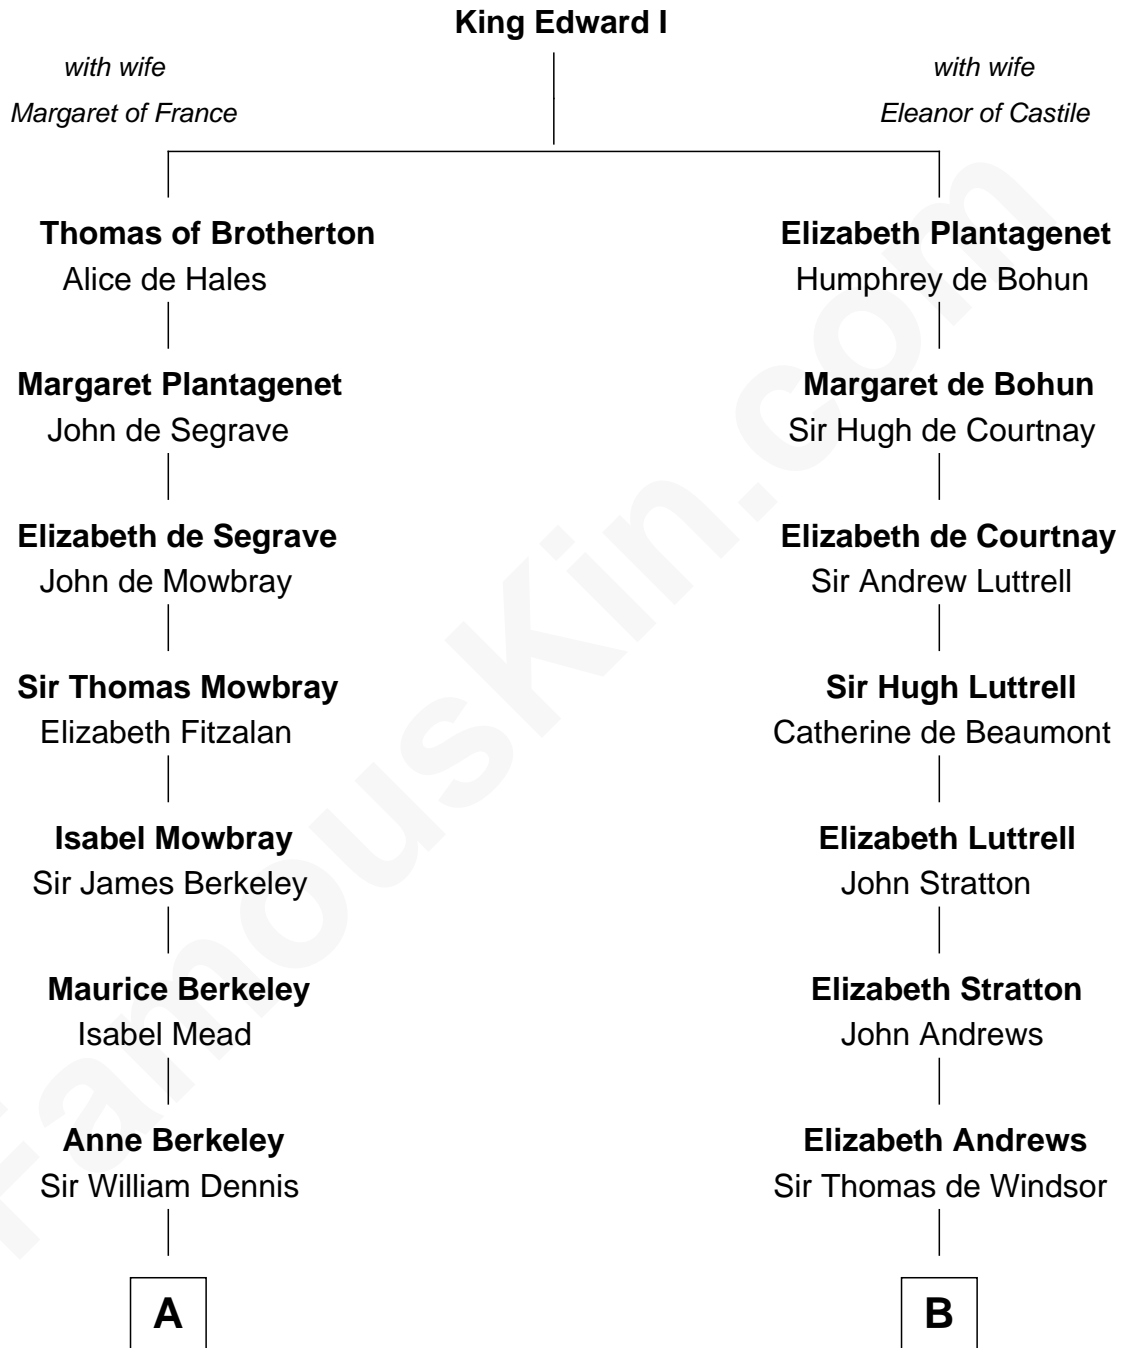 King Edward I
with wife
Margaret of France
with wife
Eleanor of Castile
Thomas of Brotherton
Alice de Hales
Elizabeth Plantagenet
Humphrey de Bohun
Margaret Plantagenet
John de Segrave
Margaret de Bohun
Sir Hugh de Courtnay
Elizabeth de Segrave
John de Mowbray
Elizabeth de Courtnay
Sir Andrew Luttrell
Sir Thomas Mowbray
Elizabeth Fitzalan
Sir Hugh Luttrell
Catherine de Beaumont
Isabel Mowbray
Sir James Berkeley
Elizabeth Luttrell
John Stratton
Maurice Berkeley
Isabel Mead
Elizabeth Stratton
John Andrews
Anne Berkeley
Sir William Dennis
Elizabeth Andrews
Sir Thomas de Windsor
A
B
FamousKin.com